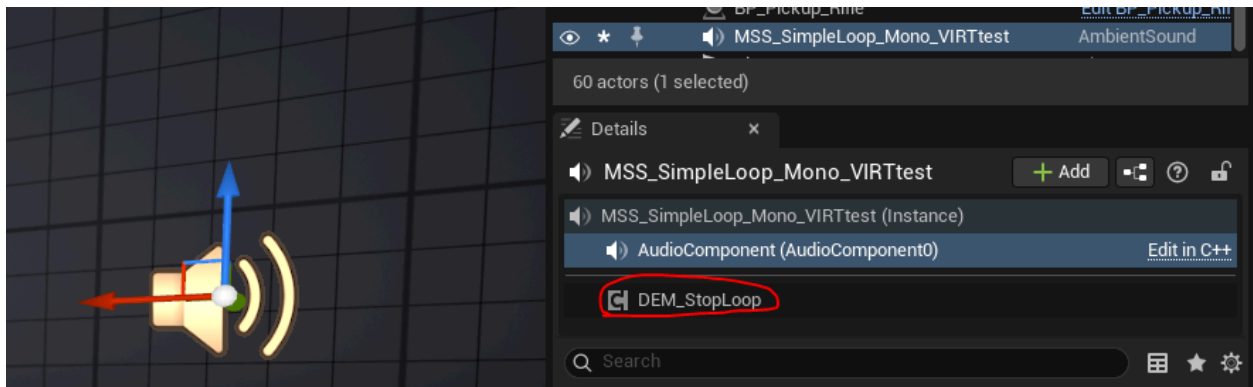 MSS_SimpleLoop_Mono_VIRTtest AmbientSound
60 actors (1 selected)
Details
MSS_SimpleLoop_Mono_VIRTtest + Add
MSS_SimpleLoop_Mono_VIRTtest (Instance)
AudioComponent (AudioComponent0) Edit in C++
DEM_StopLoop
Search